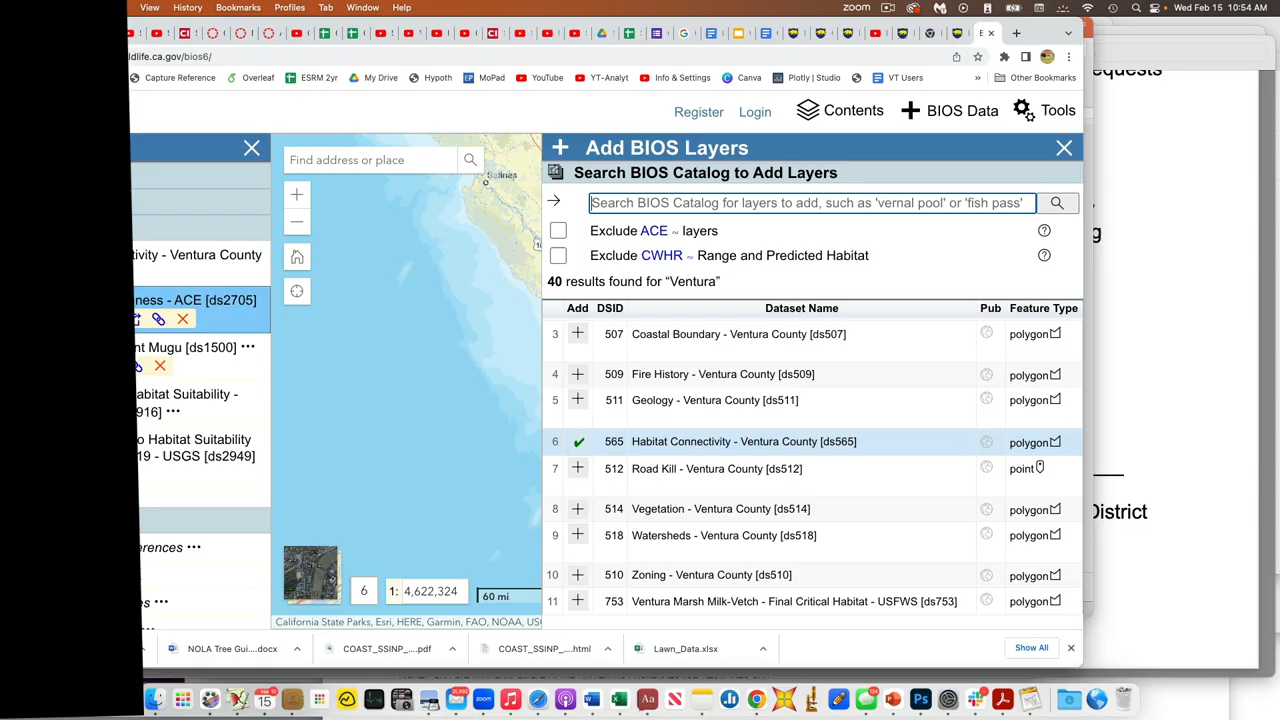 View History Bookmarks Profiles Tab Window Help zoom Wed Feb 15 10:54 AM
dlife.ca.gov/bios6/
Capture Reference Overleaf ESRM 2yr My Drive Hypoth MoPad YouTube YT-Analyt Info & Settings Canva Plotly | Studio VT Users » Other Bookmarks
Register Login Contents BIOS Data Tools
Add BIOS Layers
Search BIOS Catalog to Add Layers
Find address or place
Salinas
Search BIOS Catalog for layers to add, such as 'vernal pool' or 'fish pass'
Exclude ACE ~ layers
Exclude CWHR ~ Range and Predicted Habitat
40 results found for “Ventura”
Add DSID Dataset Name Pub Feature Type
3 507 Coastal Boundary - Ventura County [ds507] polygon
4 509 Fire History - Ventura County [ds509] polygon
5 511 Geology - Ventura County [ds511] polygon
6 565 Habitat Connectivity - Ventura County [ds565] polygon
7 512 Road Kill - Ventura County [ds512] point
8 514 Vegetation - Ventura County [ds514] polygon
9 518 Watersheds - Ventura County [ds518] polygon
10 510 Zoning - Ventura County [ds510] polygon
11 753 Ventura Marsh Milk-Vetch - Final Critical Habitat - USFWS [ds753] polygon
tivity - Ventura County
ness - ACE [ds2705]
nt Mugu [ds1500] •••
abitat Suitability -
916] •••
o Habitat Suitability
19 - USGS [ds2949]
erences •••
es •••
6 1: 4,622,324 60 mi
California State Parks, Esri, HERE, Garmin, FAO, NOAA, USG
NOLA Tree Gui....docx COAST_SSINP_....pdf COAST_SSINP_....html Lawn_Data.xlsx Show All
equests
g
District